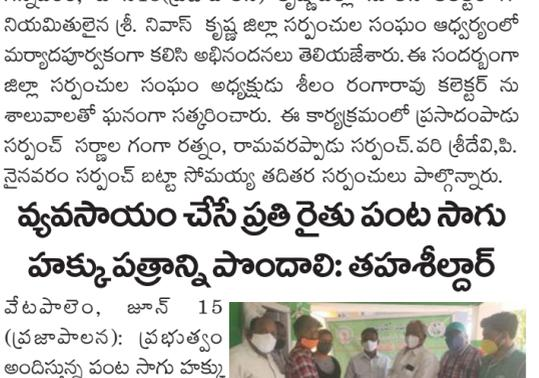 నియమితులైన శ్రీ. నివాస్ కృష్ణ జిల్లా సర్పంచుల సంఘం ఆధ్వర్యంలో
మర్యాదపూర్వకంగా కలిసి అభినందనలు తెలియజేశారు. ఈ సందర్భంగా
జిల్లా సర్పంచుల సంఘం అధ్యక్షుడు శీలం రంగారావు కలెక్టర్ ను
శాలువాలతో ఘనంగా సత్కరించారు. ఈ కార్యక్రమంలో ప్రసాదంపాడు
సర్పంచ్ సర్ణాల గంగా రత్నం, రామవరప్పాడు సర్పంచ్.వరి శ్రీదేవి,పి.
నైనవరం సర్పంచ్ బట్టా సోమయ్య తదితర సర్పంచులు పాల్గొన్నారు.
వ్యవసాయం చేసే ప్రతి రైతు పంట సాగు
హక్కు పత్రాన్ని పొందాలి: తహశీల్దార్
వేటపాలెం, జూన్ 15
(ప్రజాపాలన): ప్రభుత్వం
అందిస్తున్న పంట సాగు హక్కు